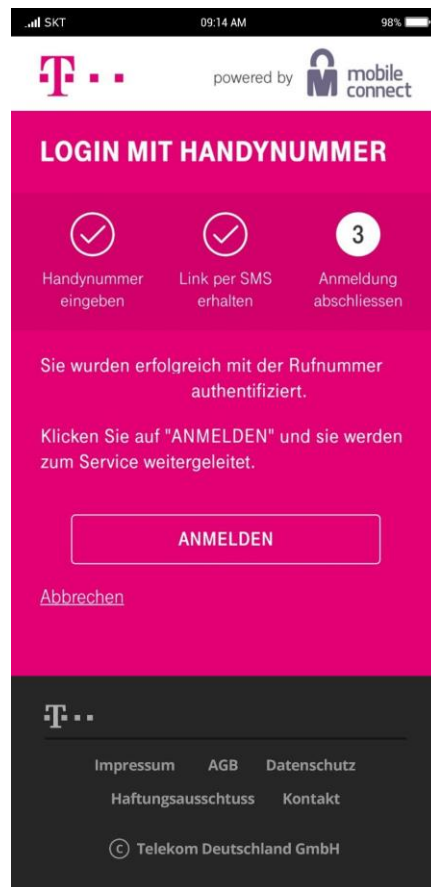 SKT 09:14 AM 98%
T
powered by mobile
connect
LOGIN MIT HANDYNUMMER
3
Handynummer Link per SMS Anmeldung
eingeben erhalten abschliessen
Sie wurden erfolgreich mit der Rufnummer
authentifiziert.
Klicken Sie auf "ANMELDEN" und sie werden
zum Service weitergeleitet.
ANMELDEN
Abbrechen
T
Impressum AGB Datenschutz
Haftungsausschtuss Kontakt
© Telekom Deutschland GmbH